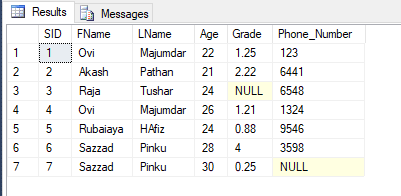 Results Messages
SID FName LName Age Grade Phone_Number
1 1 Ovi Majumdar 22 1.25 123
2 2 Akash Pathan 21 2.22 6441
3 3 Raja Tushar 24 NULL 6548
4 4 Ovi Majumdar 26 1.21 1324
5 5 Rubaiaya HAfiz 24 0.88 9546
6 6 Sazzad Pinku 28 4 3598
7 7 Sazzad Pinku 30 0.25 NULL